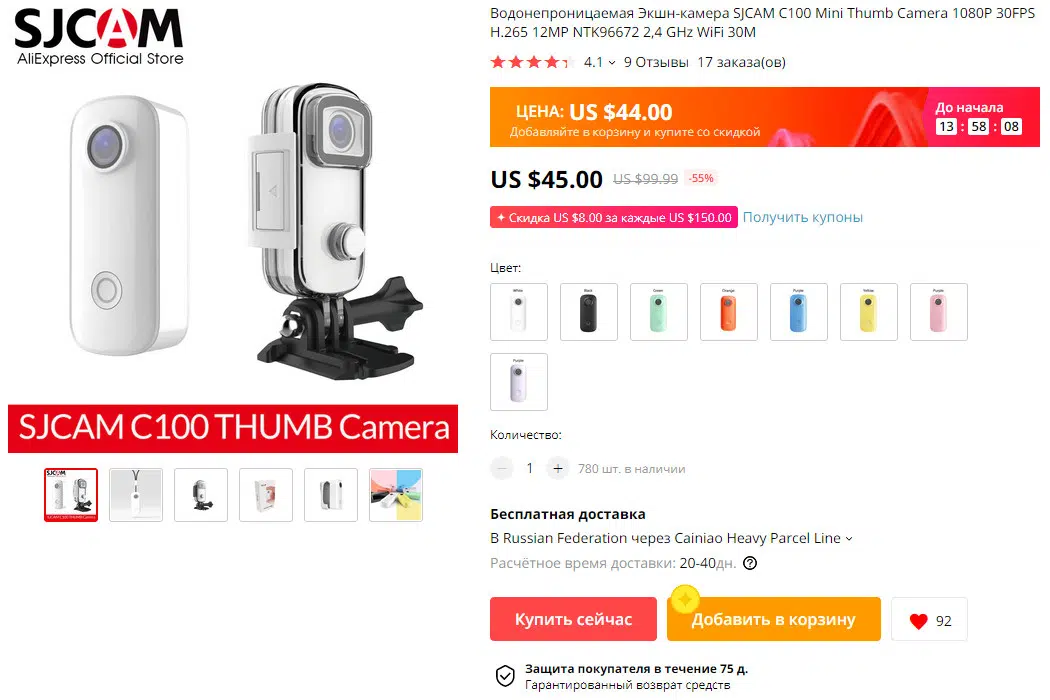 SJCAM
AliExpress Official Store
SJCAM C100 THUMB Camera
Водонепроницаемая Экшн-камера SJCAM C100 Mini Thumb Camera 1080P 30FPS
H.265 12MP NTK96672 2,4 GHz WiFi 30M
4.1 9 Отзывы 17 заказа(ов)
ЦЕНА: US $44.00
Добавляйте в корзину и купите со скидкой
До начала
13 : 58 : 08
US $45.00 US $99.99 -55%
Скидка US $8.00 за каждые US $150.00 Получить купоны
Цвет:
White Black Green Orange Purple Yellow Purple
Purple
Количество:
− 1 + 780 шт. в наличии
Бесплатная доставка
В Russian Federation через Cainiao Heavy Parcel Line
Расчётное время доставки: 20-40дн. ?
Купить сейчас Добавить в корзину 92
Защита покупателя в течение 75 д.
Гарантированный возврат средств